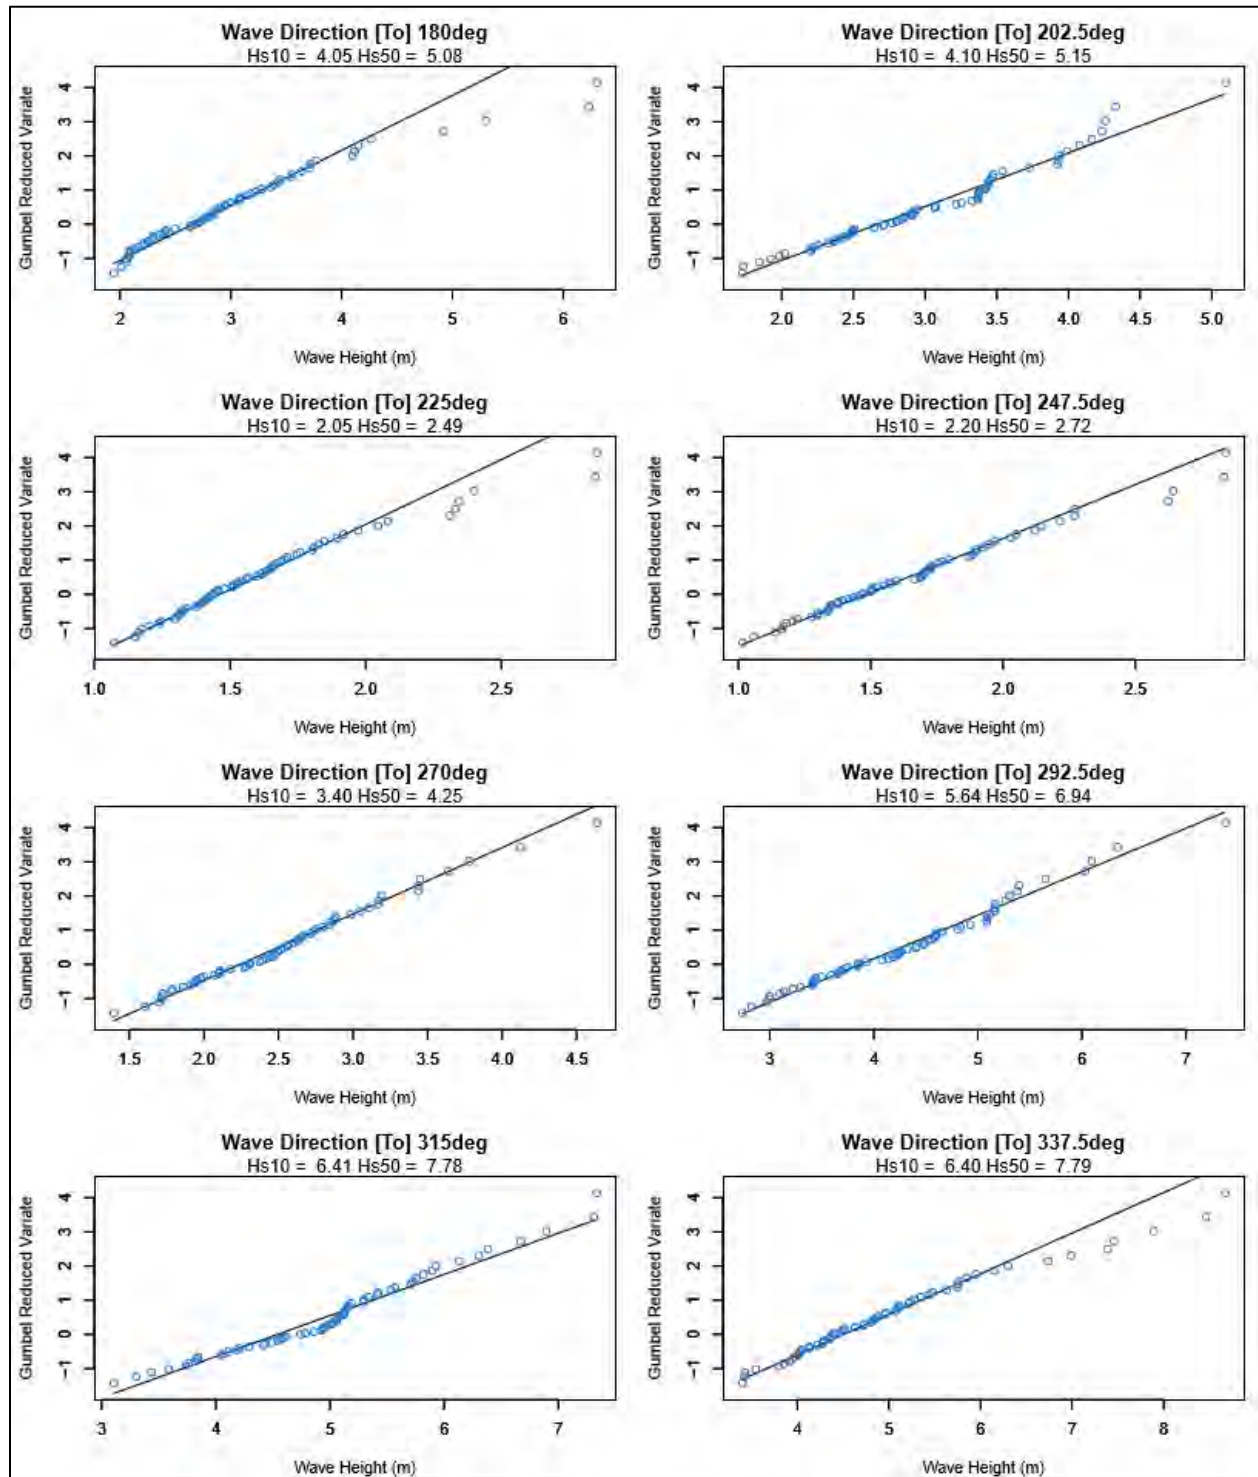 Wave Direction [To] 180deg
Hs10 = 4.05 Hs50 = 5.08
Gumbel Reduced Variate
4
3
2
1
0
−1
2 3 4 5 6
Wave Height (m)
Wave Direction [To] 202.5deg
Hs10 = 4.10 Hs50 = 5.15
Gumbel Reduced Variate
4
3
2
1
0
−1
2.0 2.5 3.0 3.5 4.0 4.5 5.0
Wave Height (m)
Wave Direction [To] 225deg
Hs10 = 2.05 Hs50 = 2.49
Gumbel Reduced Variate
4
3
2
1
0
−1
1.0 1.5 2.0 2.5
Wave Height (m)
Wave Direction [To] 247.5deg
Hs10 = 2.20 Hs50 = 2.72
Gumbel Reduced Variate
4
3
2
1
0
−1
1.0 1.5 2.0 2.5
Wave Height (m)
Wave Direction [To] 270deg
Hs10 = 3.40 Hs50 = 4.25
Gumbel Reduced Variate
4
3
2
1
0
−1
1.5 2.0 2.5 3.0 3.5 4.0 4.5
Wave Height (m)
Wave Direction [To] 292.5deg
Hs10 = 5.64 Hs50 = 6.94
Gumbel Reduced Variate
4
3
2
1
0
−1
3 4 5 6 7
Wave Height (m)
Wave Direction [To] 315deg
Hs10 = 6.41 Hs50 = 7.78
Gumbel Reduced Variate
4
3
2
1
0
−1
3 4 5 6 7
Wave Height (m)
Wave Direction [To] 337.5deg
Hs10 = 6.40 Hs50 = 7.79
Gumbel Reduced Variate
4
3
2
1
0
−1
4 5 6 7 8
Wave Height (m)